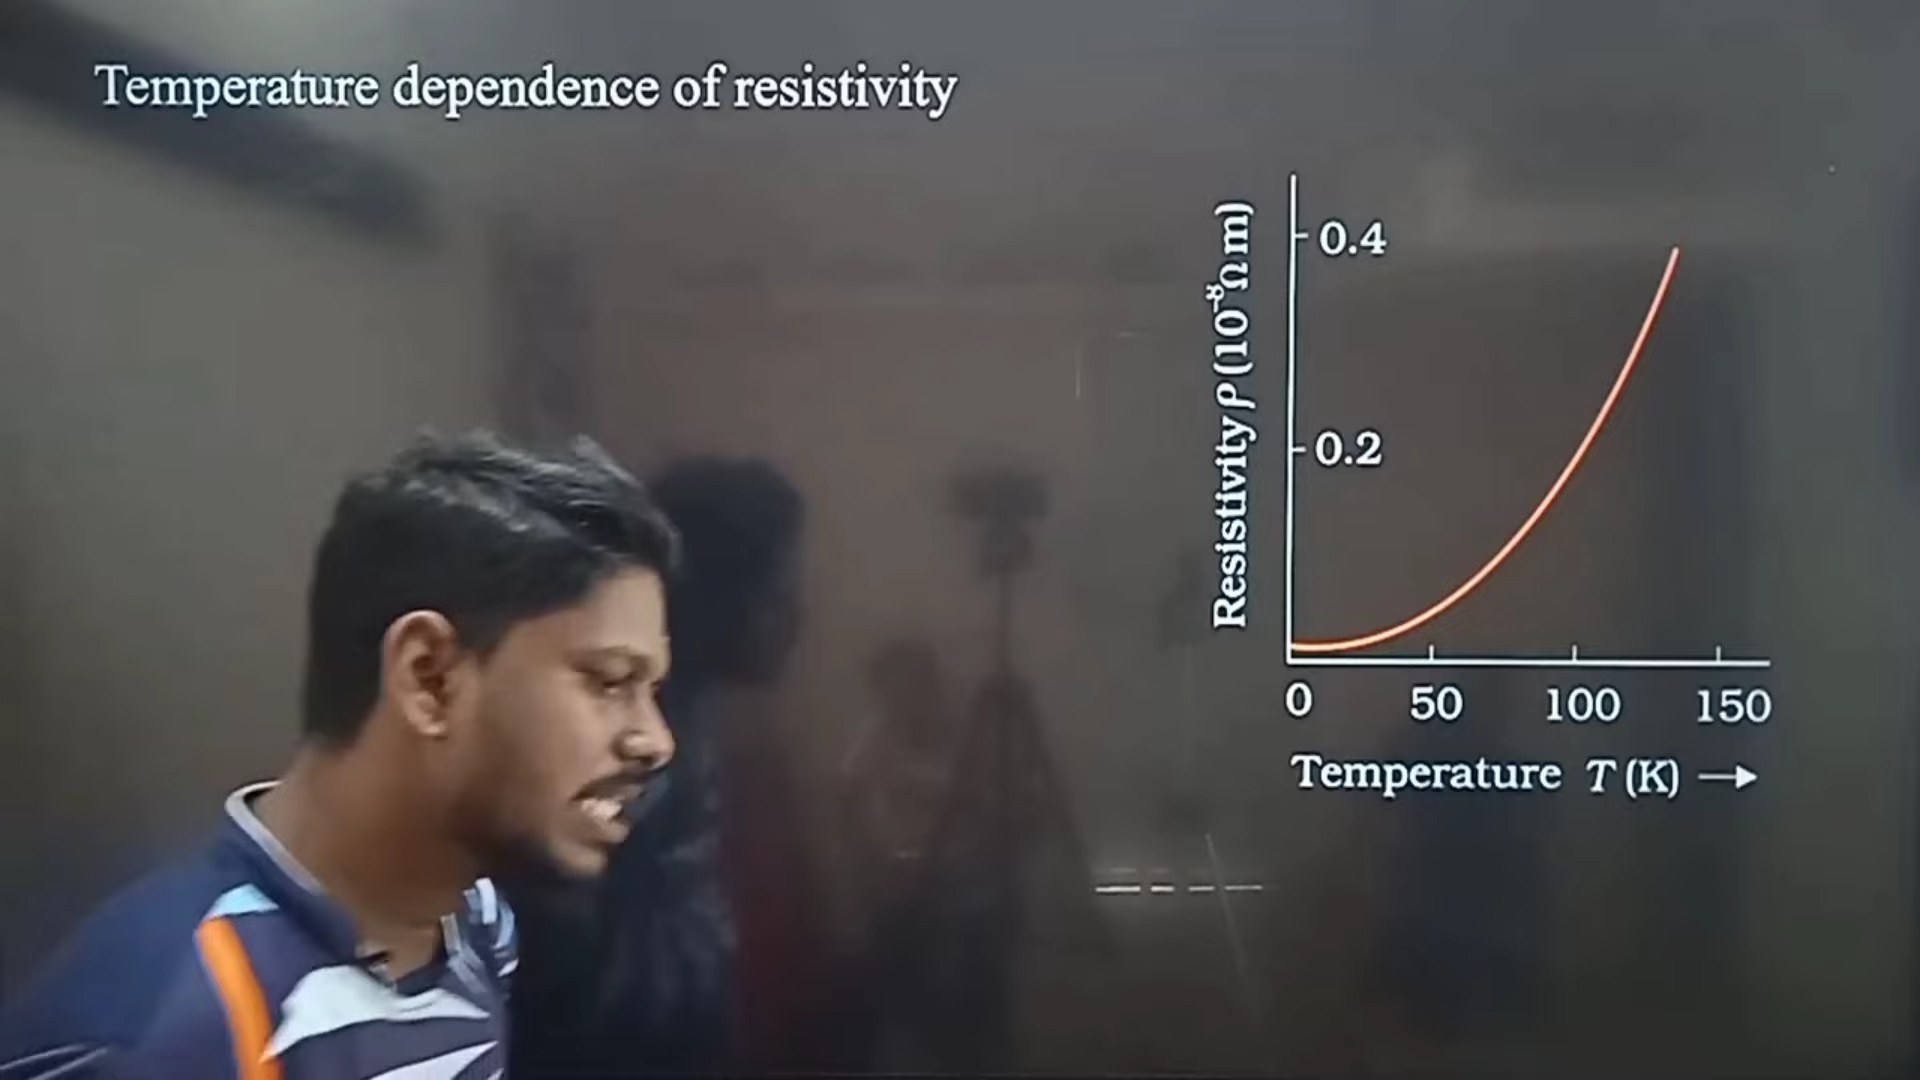 Temperature dependence of resistivity
Resistivity ρ (10⁻⁸ Ω m)
0.4
0.2
0 50 100 150
Temperature T (K) →